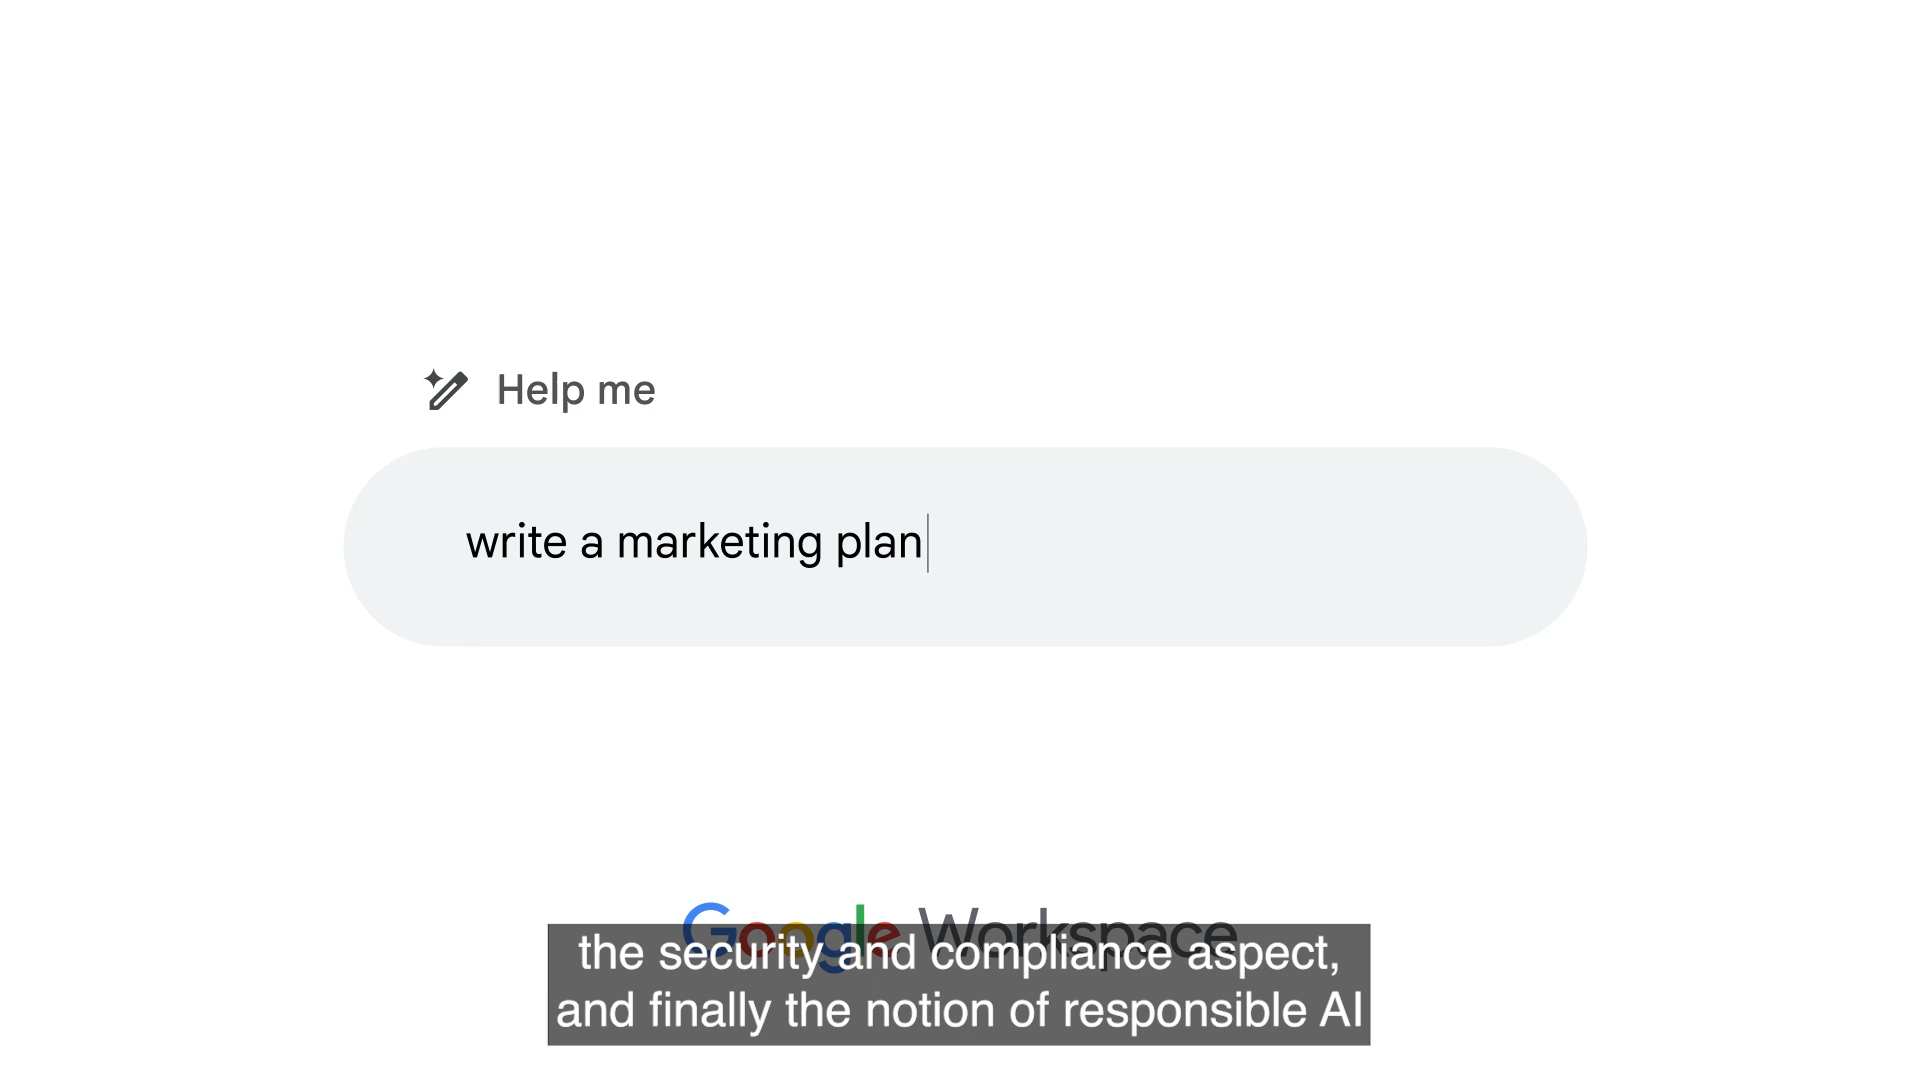 Help me
write a marketing plan
Google Workspace
the security and compliance aspect,
and finally the notion of responsible AI